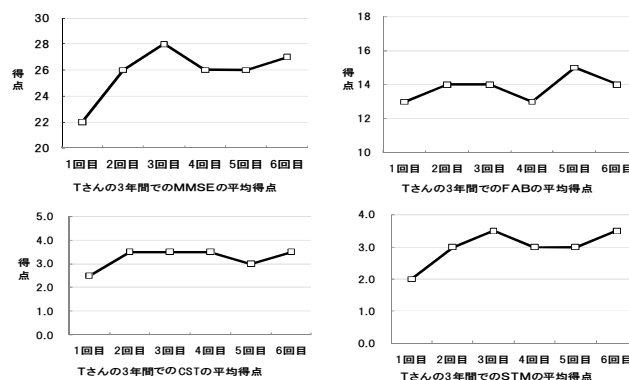 30
28
26
24
22
20
得点
1回目 2回目 3回目 4回目 5回目 6回目
Tさんの3年間でのMMSEの平均得点
18
16
14
12
10
得点
1回目 2回目 3回目 4回目 5回目 6回目
Tさんの3年間でのFABの平均得点
5.0
4.0
3.0
2.0
1.0
0.0
得点
1回目 2回目 3回目 4回目 5回目 6回目
Tさんの3年間でのCSTの平均得点
4.0
3.0
2.0
1.0
0.0
1回目 2回目 3回目 4回目 5回目 6回目
Tさんの3年間でのSTMの平均得点